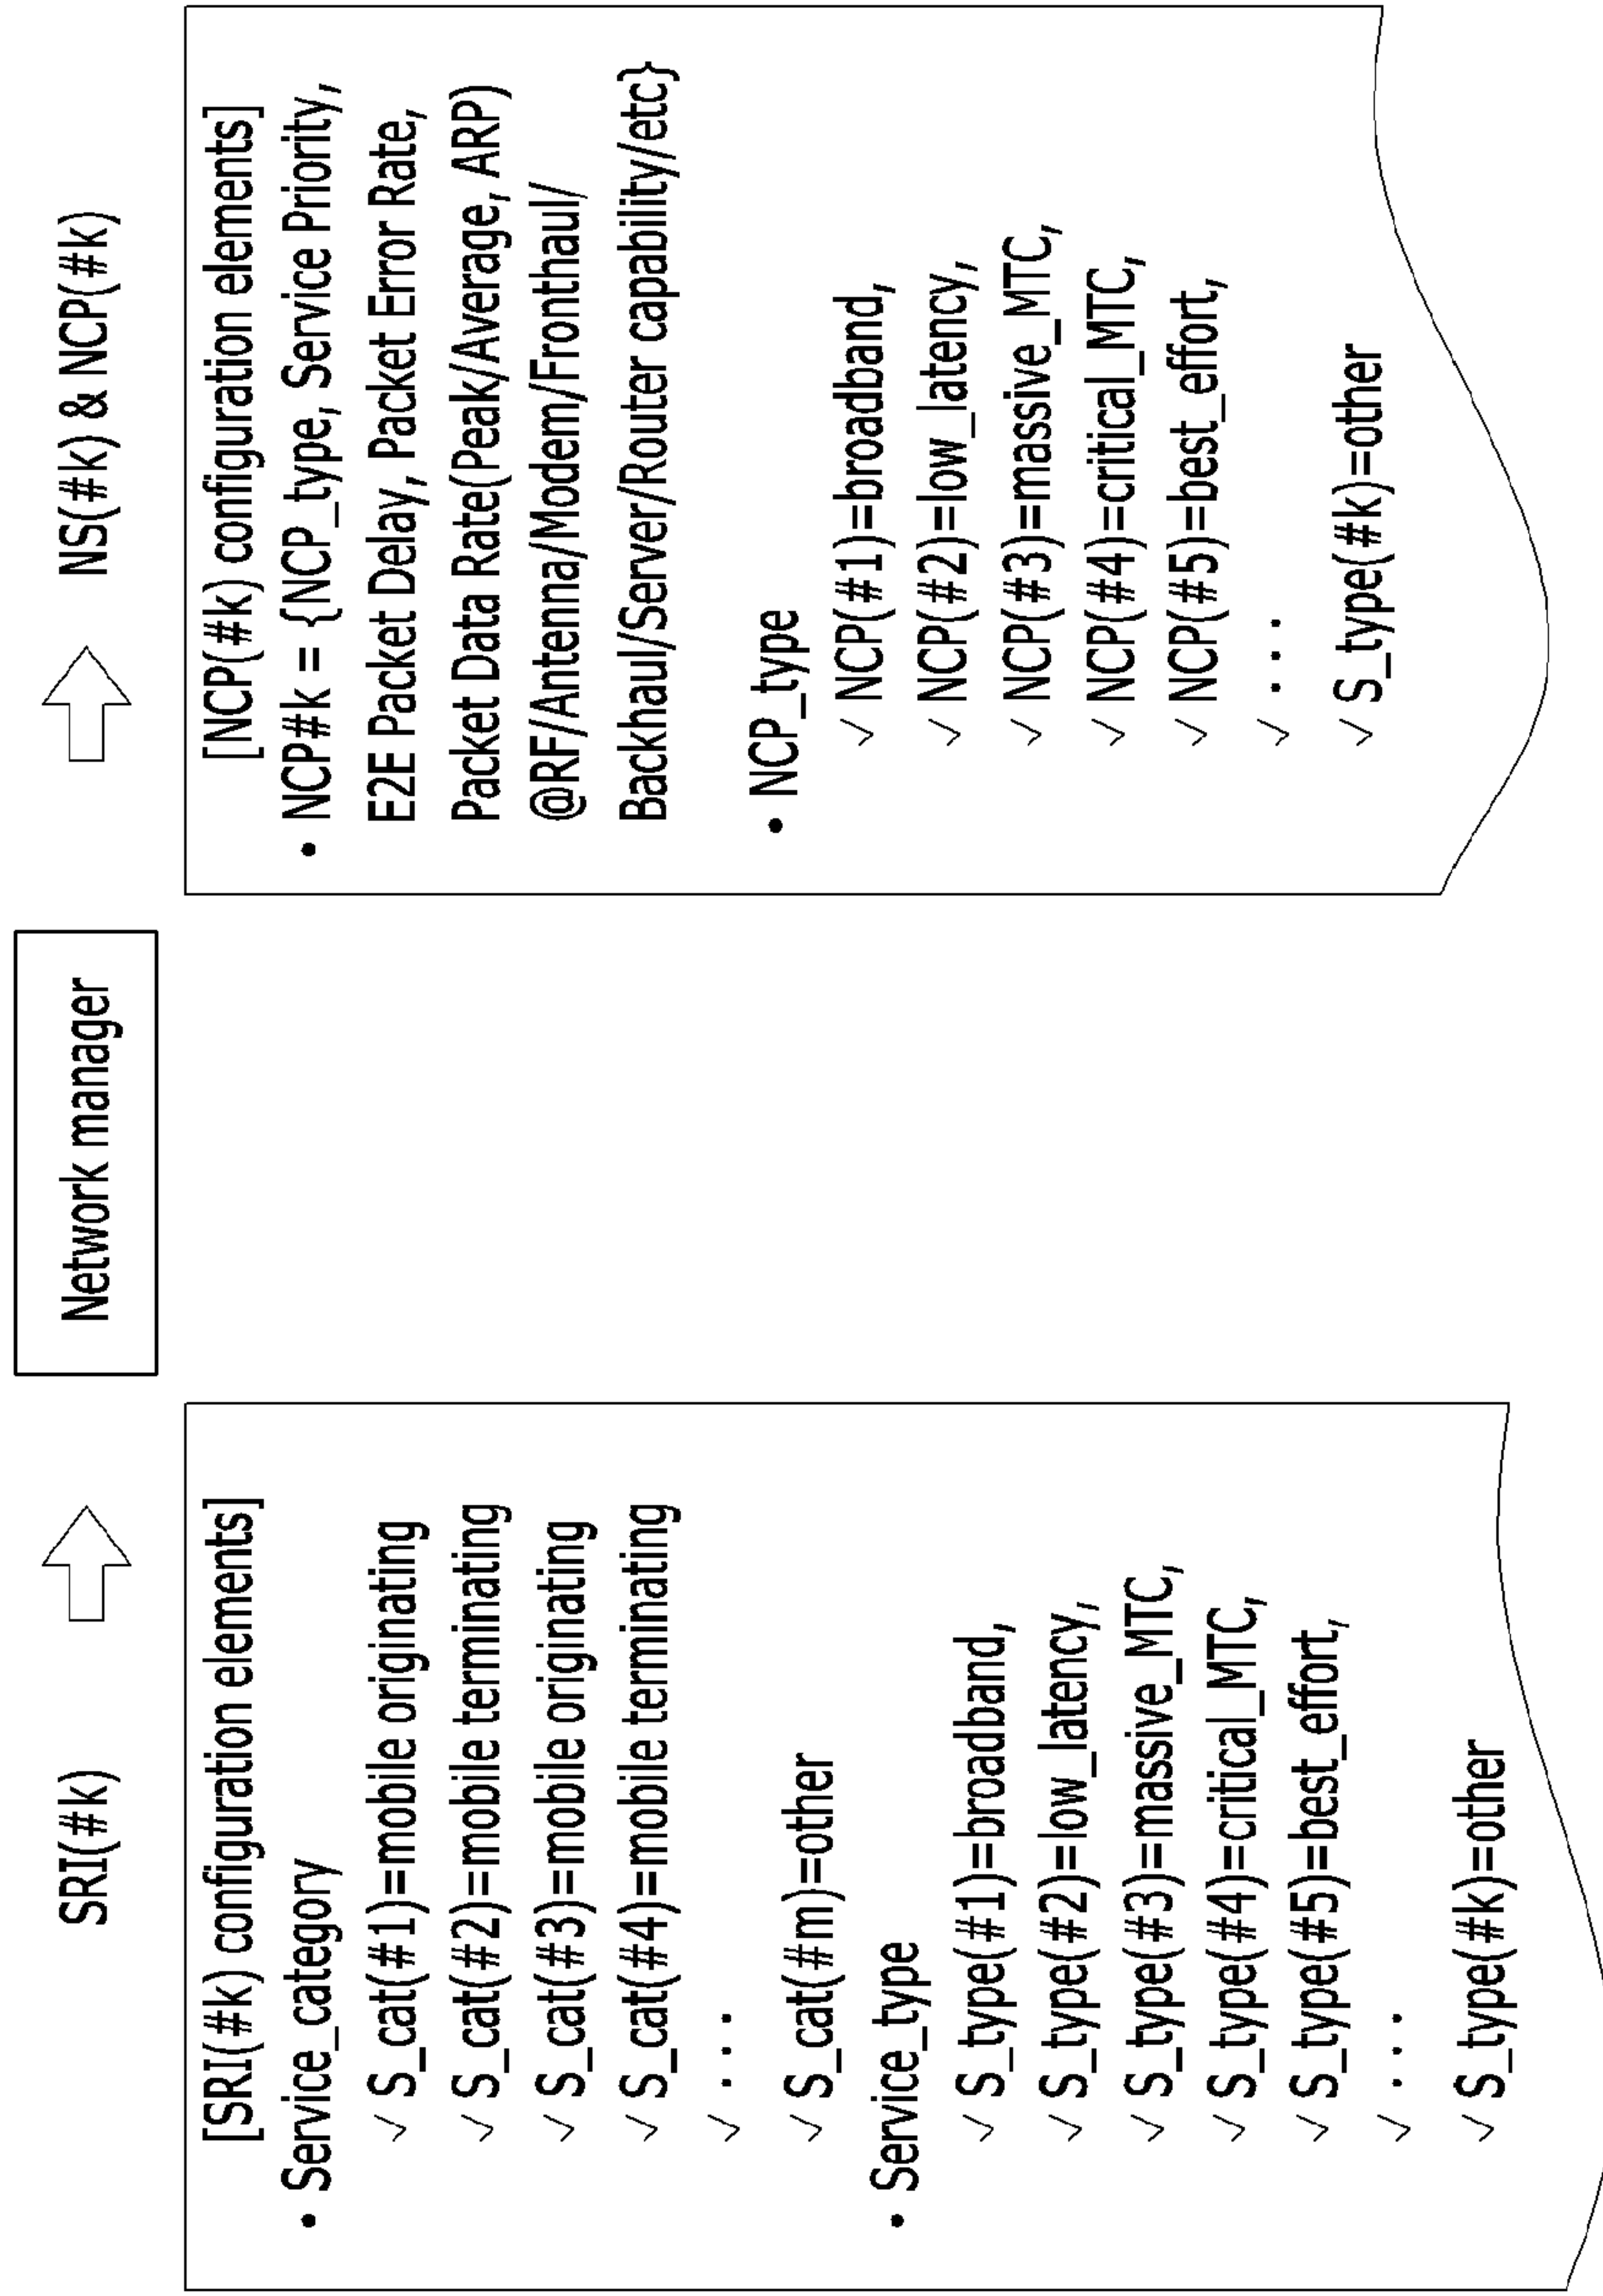 SRI(#k)
Network manager
NS(#k) & NCP(#k)
[SRI(#k) configuration elements]
• Service_category
✓ S_cat(#1)=mobile originating
✓ S_cat(#2)=mobile terminating
✓ S_cat(#3)=mobile originating
✓ S_cat(#4)=mobile terminating
✓ . . .
✓ S_cat(#m)=other
• Service_type
✓ S_type(#1)=broadband,
✓ S_type(#2)=low_latency,
✓ S_type(#3)=massive_MTC,
✓ S_type(#4)=critical_MTC,
✓ S_type(#5)=best_effort,
✓ . . .
✓ S_type(#k)=other
[NCP(#k) configuration elements]
• NCP#k = {NCP_type, Service Priority,
E2E Packet Delay, Packet Error Rate,
Packet Data Rate(Peak/Average, ARP)
@RF/Antenna/Modem/Fronthaul/
Backhaul/Server/Router capability/etc}
• NCP_type
✓ NCP(#1)=broadband,
✓ NCP(#2)=low_latency,
✓ NCP(#3)=massive_MTC,
✓ NCP(#4)=critical_MTC,
✓ NCP(#5)=best_effort,
✓ . . .
✓ S_type(#k)=other